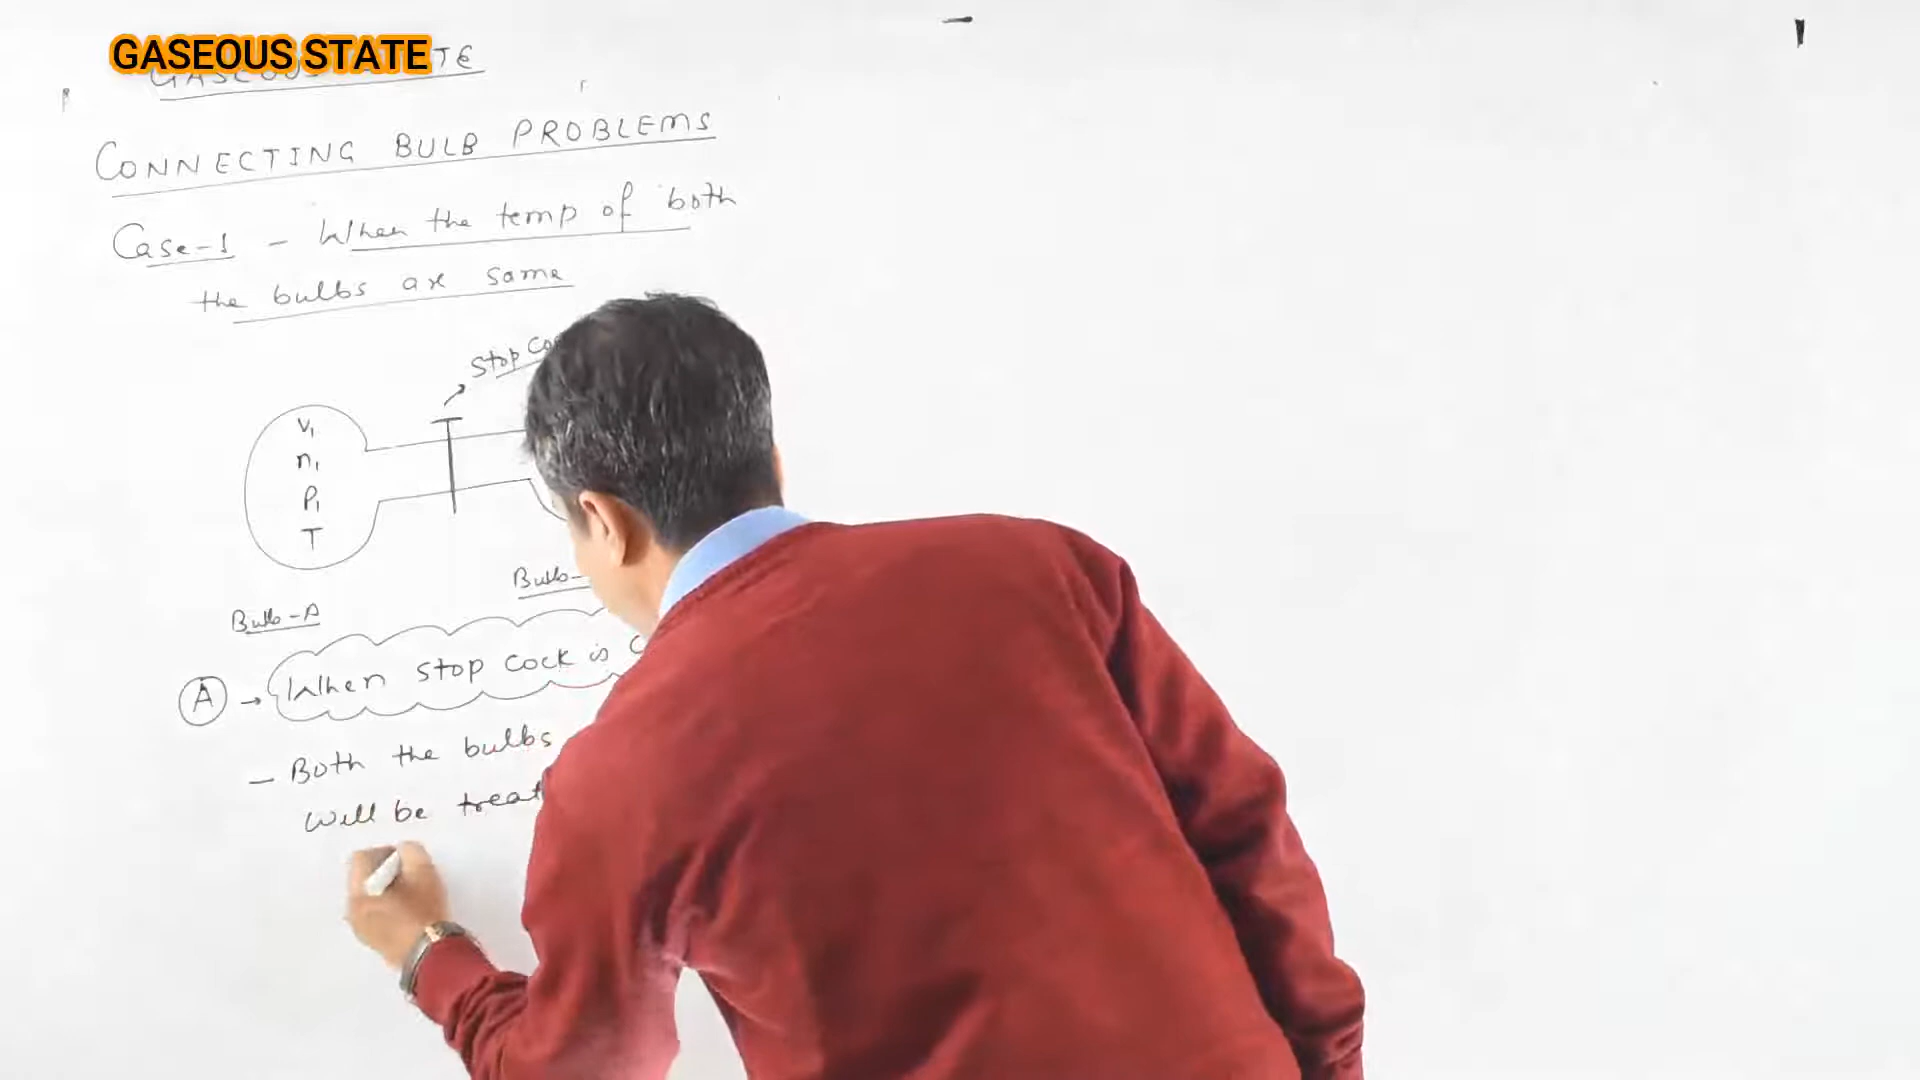 GASEOUS STATE
CONNECTING BULB PROBLEMS
Case-1 - When the temp of both
the bulbs are same
Stop
V1
n1
P1
T
Bulb-
Bulb-A
A → When stop cock is
- Both the bulbs
will be treat